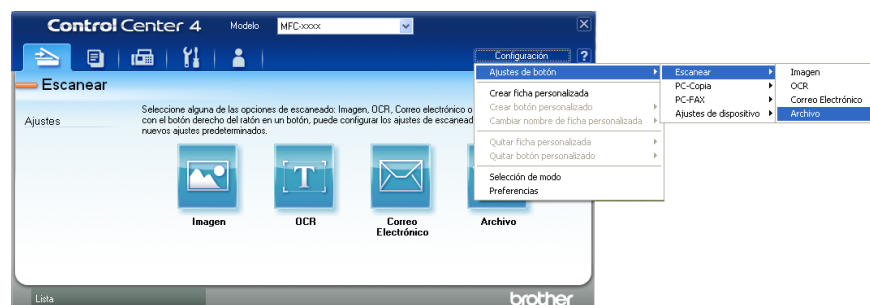 Control Center 4
Modelo
MFC-xxxx
Configuración
?
Escanear
Ajustes
Seleccione alguna de las opciones de escaneado: Imagen, OCR, Correo electrónico o
con el botón derecho del ratón en un botón, puede configurar los ajustes de escanead
nuevos ajustes predeterminados.
T
Imagen
OCR
Correo
Electrónico
Archivo
Ajustes de botón
Crear ficha personalizada
Crear botón personalizado
Cambiar nombre de ficha personalizada
Quitar ficha personalizada
Quitar botón personalizado
Selección de modo
Preferencias
Escanear
PC-Copia
PC-FAX
Ajustes de dispositivo
Imagen
OCR
Correo Electrónico
Archivo
Lista
brother